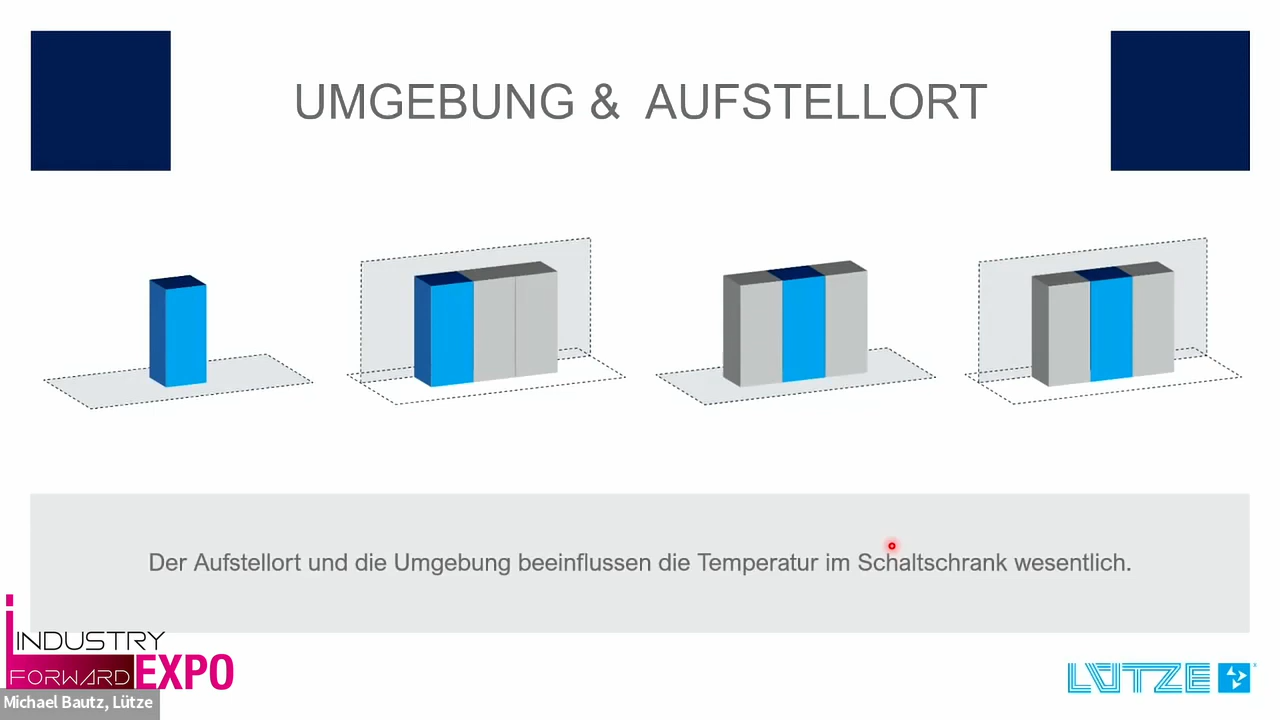 UMGEBUNG & AUFSTELLORT
Der Aufstellort und die Umgebung beeinflussen die Temperatur im Schaltschrank wesentlich.
INDUSTRY
FORWARD EXPO
Michael Bautz, Lütze
LÜTZE